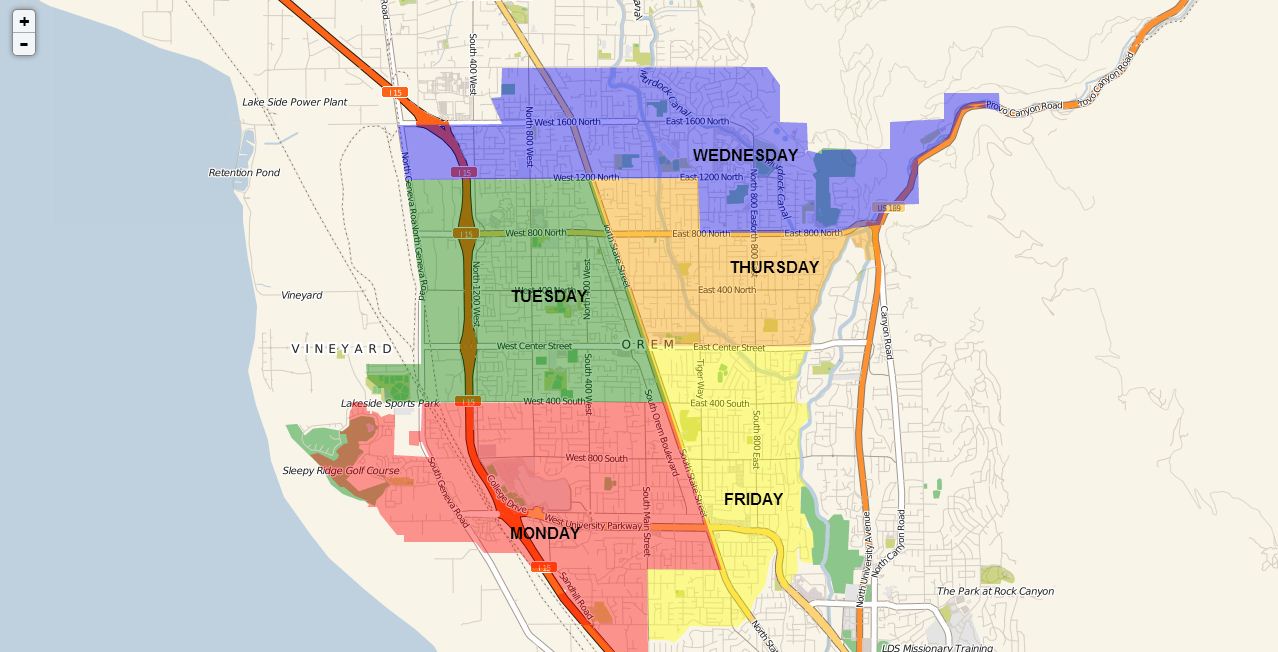 +
-
Road
South 400 West
Canal
I 15
Lake Side Power Plant
Murdock Canal
Provo Canyon Road
Provo Canyon Road
West 1600 North
East 1600 North
North 800 West
WEDNESDAY
Retention Pond
I 15
West 1200 North
East 1200 North
North Geneva Road
North 800 East
US 189
I 15
West 800 North
East 800 North
East 800 North
North State Street
North Geneva Road
THURSDAY
North 1200 West
Vineyard
TUESDAY
West 400 North
East 400 North
Canyon Road
VINEYARD
West Center Street
OREM
East Center Street
Tiger Way
South 400 West
Lakeside Sports Park
I 15
West 400 South
East 400 South
South Orem Boulevard
South 800 East
Sleepy Ridge Golf Course
West 800 South
South Geneva Road
College Drive
South State Street
FRIDAY
South Main Street
West University Parkway
MONDAY
North University Avenue
North Canyon Road
I 15
Sandhill Road
The Park at Rock Canyon
LDS Missionary Training